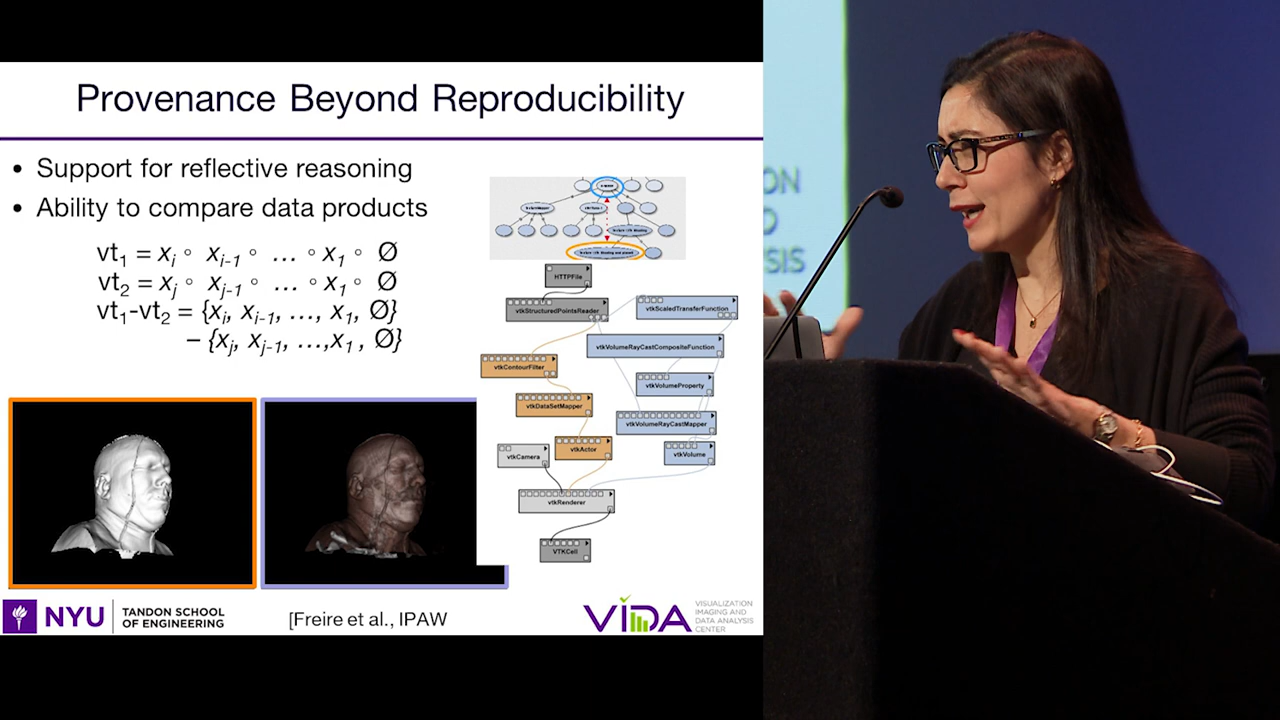 Provenance Beyond Reproducibility
• Support for reflective reasoning
• Ability to compare data products
vt₁ = xᵢ ◦ xᵢ₋₁ ◦ … ◦ x₁ ◦ Ø
vt₂ = xⱼ ◦ xⱼ₋₁ ◦ … ◦ x₁ ◦ Ø
vt₁-vt₂ = {xᵢ, xᵢ₋₁, …, x₁, Ø}
– {xⱼ, xⱼ₋₁, …,x₁ , Ø}
HTTPFile
vtkStructuredPointsReader
vtkScaledTransferFunction
vtkVolumeRayCastCompositeFunction
vtkContourFilter
vtkVolumeProperty
vtkDataSetMapper
vtkVolumeRayCastMapper
vtkCamera
vtkActor
vtkVolume
vtkRenderer
VTKCell
NYU
TANDON SCHOOL
OF ENGINEERING
[Freire et al., IPAW
VIDA
VISUALIZATION
IMAGING AND
DATA ANALYSIS
CENTER
ON
SIS